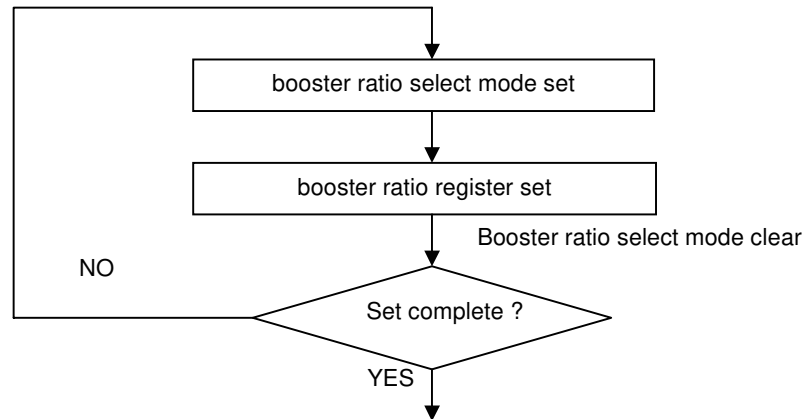 booster ratio select mode set
booster ratio register set
Booster ratio select mode clear
NO
Set complete ?
YES